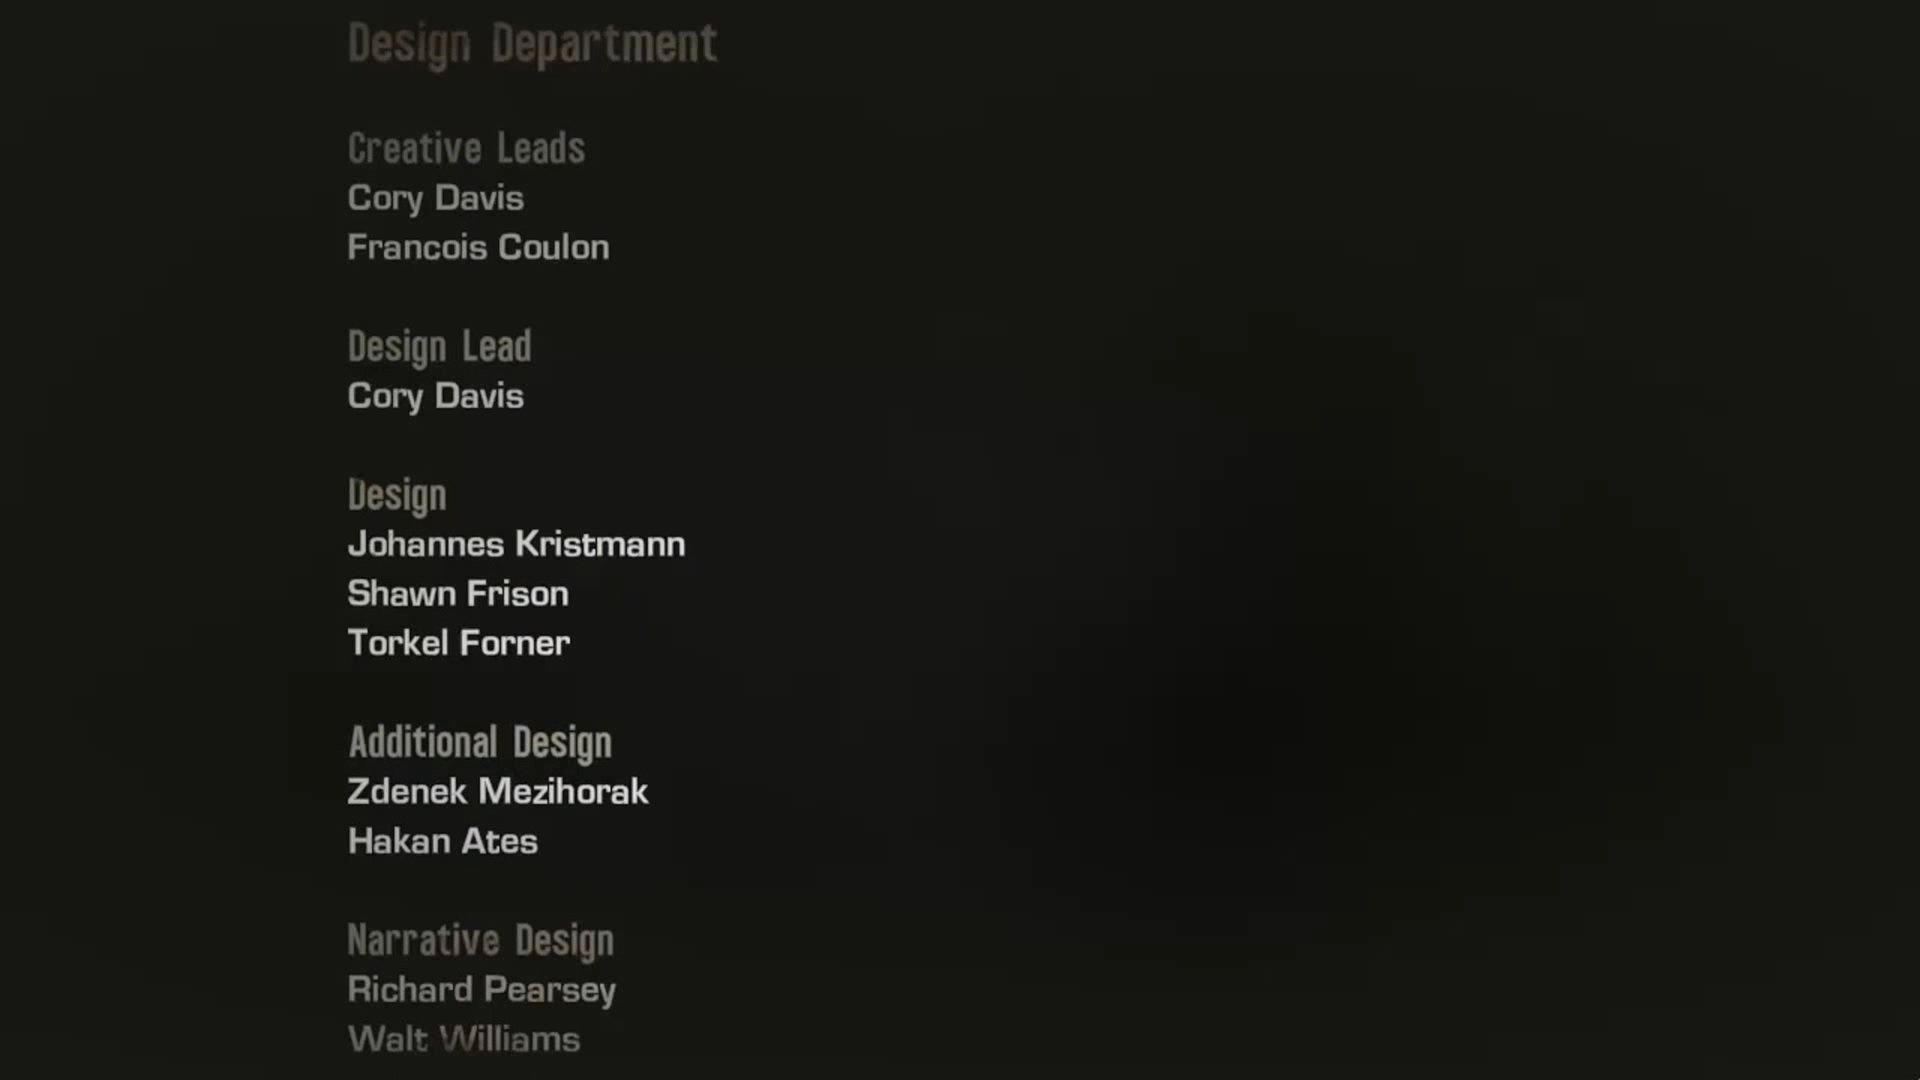 Design Department
Creative Leads
Cory Davis
Francois Coulon
Design Lead
Cory Davis
Design
Johannes Kristmann
Shawn Frison
Torkel Forner
Additional Design
Zdenek Mezihorak
Hakan Ates
Narrative Design
Richard Pearsey
Walt Williams